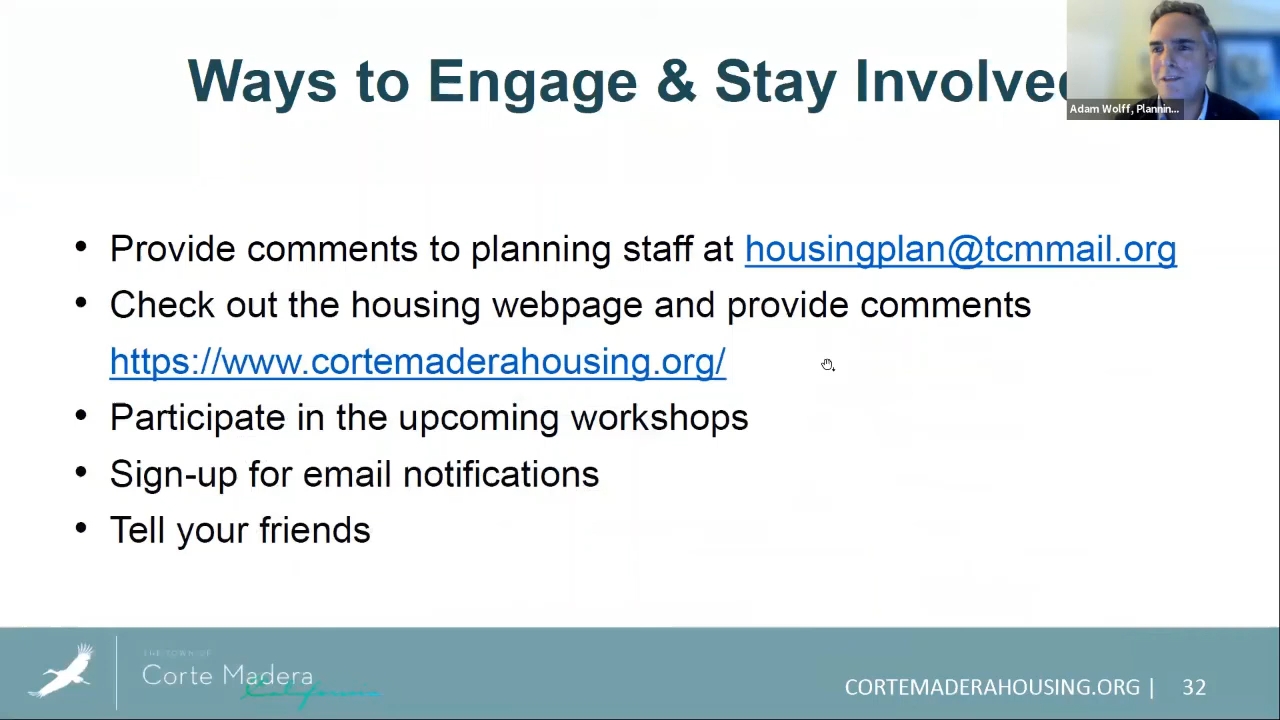 Ways to Engage & Stay Involved
Adam Wolff, Plannin...
• Provide comments to planning staff at housingplan@tcmmail.org
• Check out the housing webpage and provide comments
https://www.cortemaderahousing.org/
• Participate in the upcoming workshops
• Sign-up for email notifications
• Tell your friends
THE TOWN OF
Corte Madera
California
CORTEMADERAHOUSING.ORG | 32